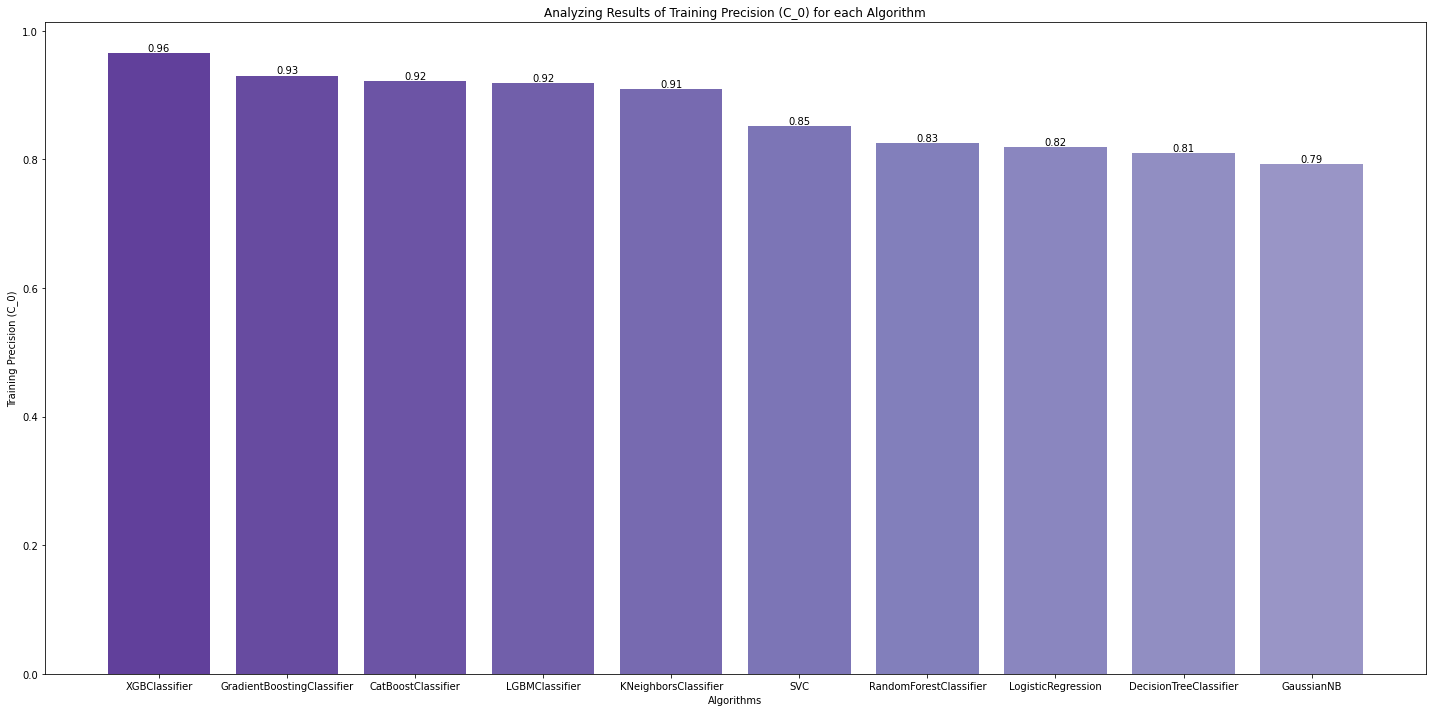 Analyzing Results of Training Precision (C_0) for each Algorithm
Training Precision (C_0)
1.0
0.8
0.6
0.4
0.2
0.0
0.96
0.93
0.92
0.92
0.91
0.85
0.83
0.82
0.81
0.79
XGBClassifier
GradientBoostingClassifier
CatBoostClassifier
LGBMClassifier
KNeighborsClassifier
SVC
RandomForestClassifier
LogisticRegression
DecisionTreeClassifier
GaussianNB
Algorithms